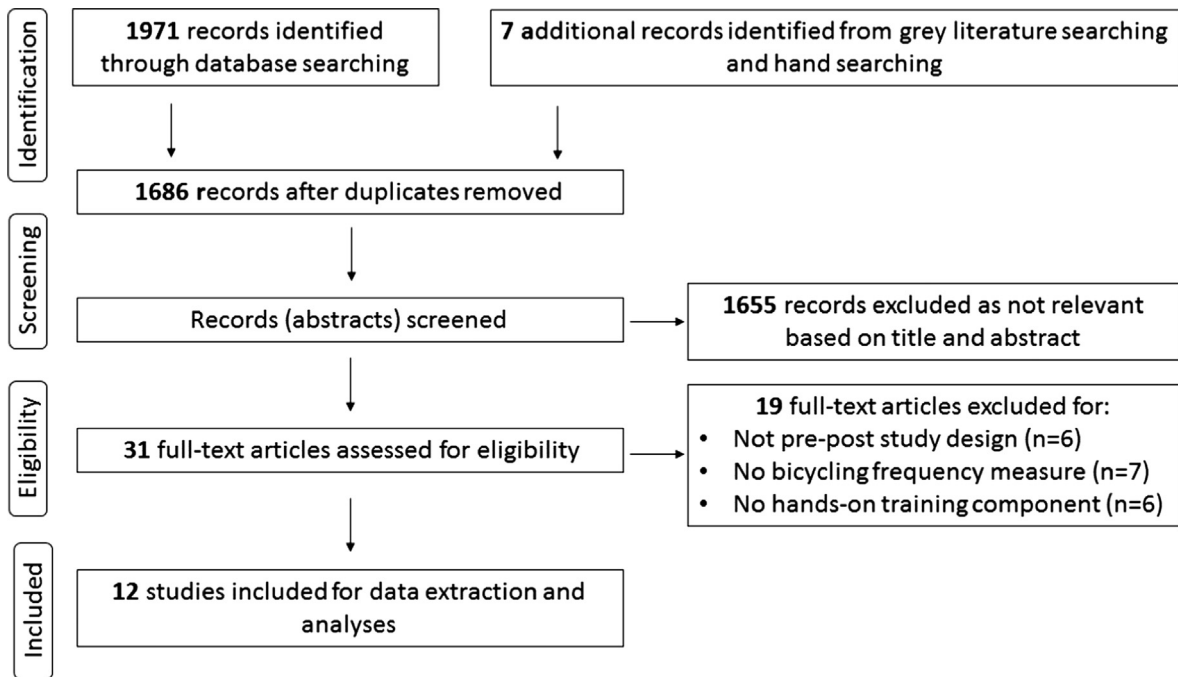 Identification
1971 records identified
through database searching
7 additional records identified from grey literature searching
and hand searching
1686 records after duplicates removed
Screening
Records (abstracts) screened
1655 records excluded as not relevant
based on title and abstract
Eligibility
31 full-text articles assessed for eligibility
19 full-text articles excluded for:
• Not pre-post study design (n=6)
• No bicycling frequency measure (n=7)
• No hands-on training component (n=6)
Included
12 studies included for data extraction and
analyses